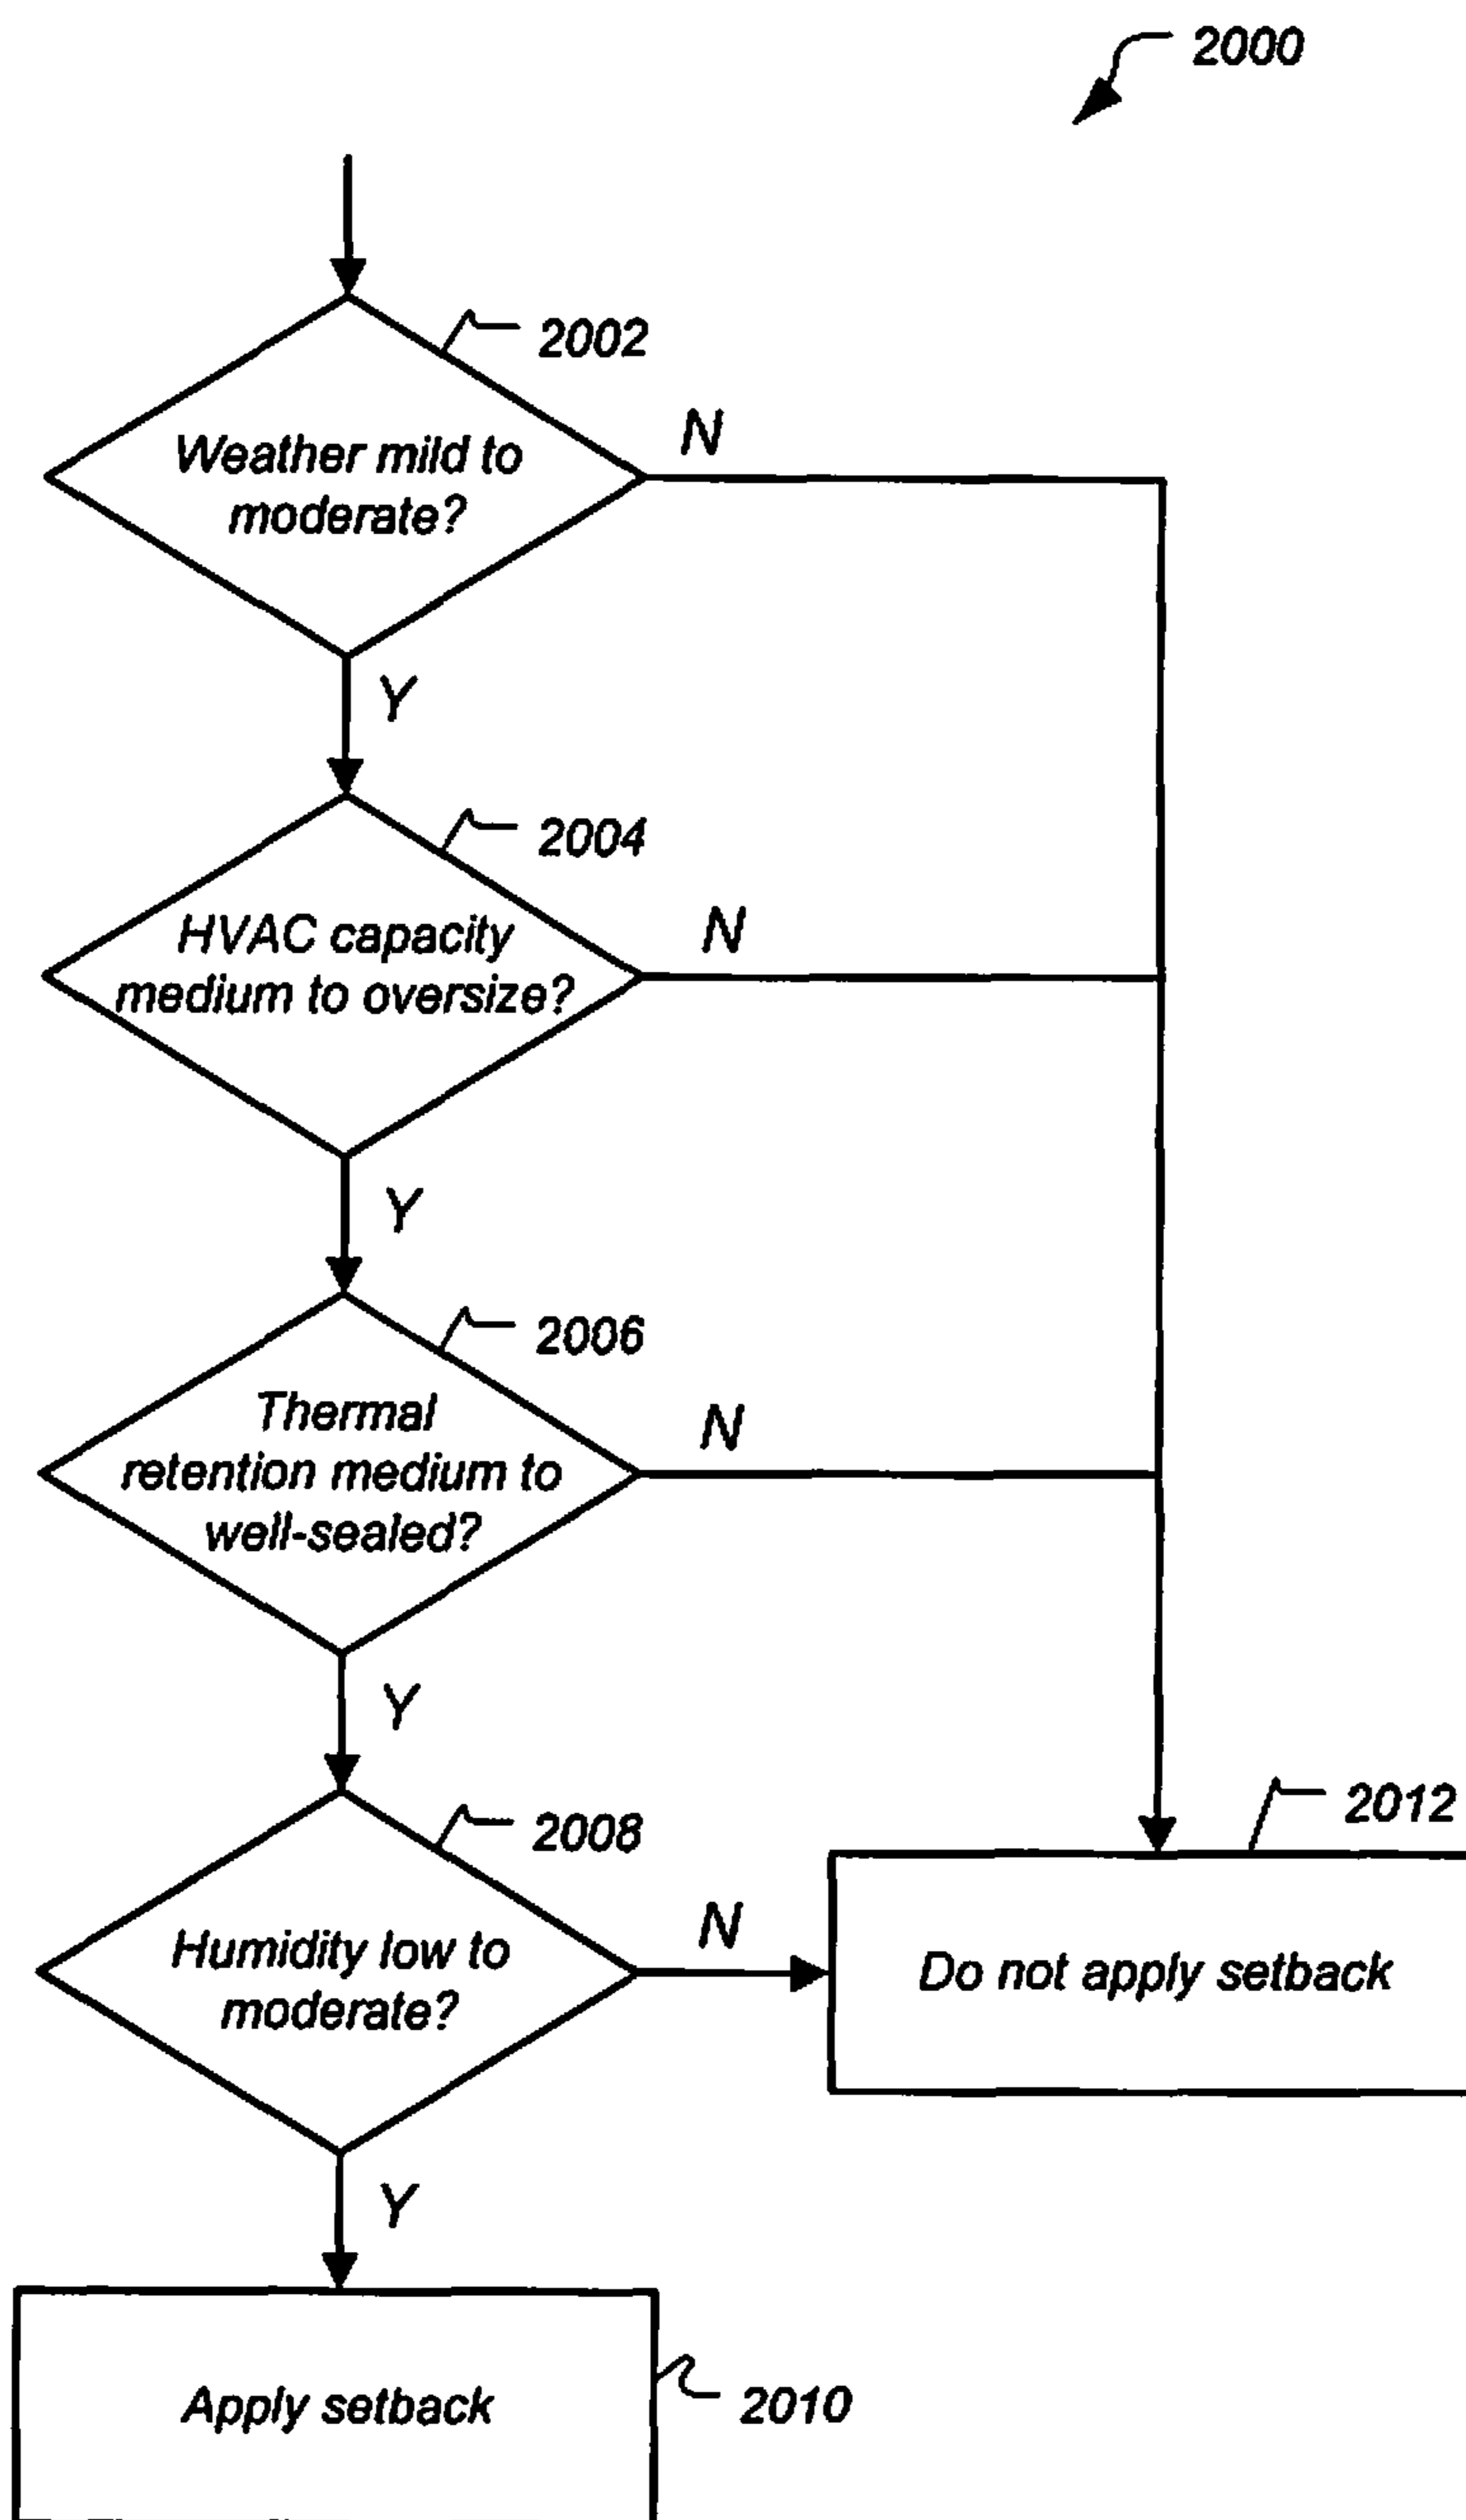 2000
2002
Weather mild to
moderate?
N
Y
2004
HVAC capacity
medium to oversize?
N
Y
2006
Thermal
retention medium to
well-sealed?
N
Y
2008
Humidity low to
moderate?
N
2012
Do not apply setback
Y
Apply setback
2010